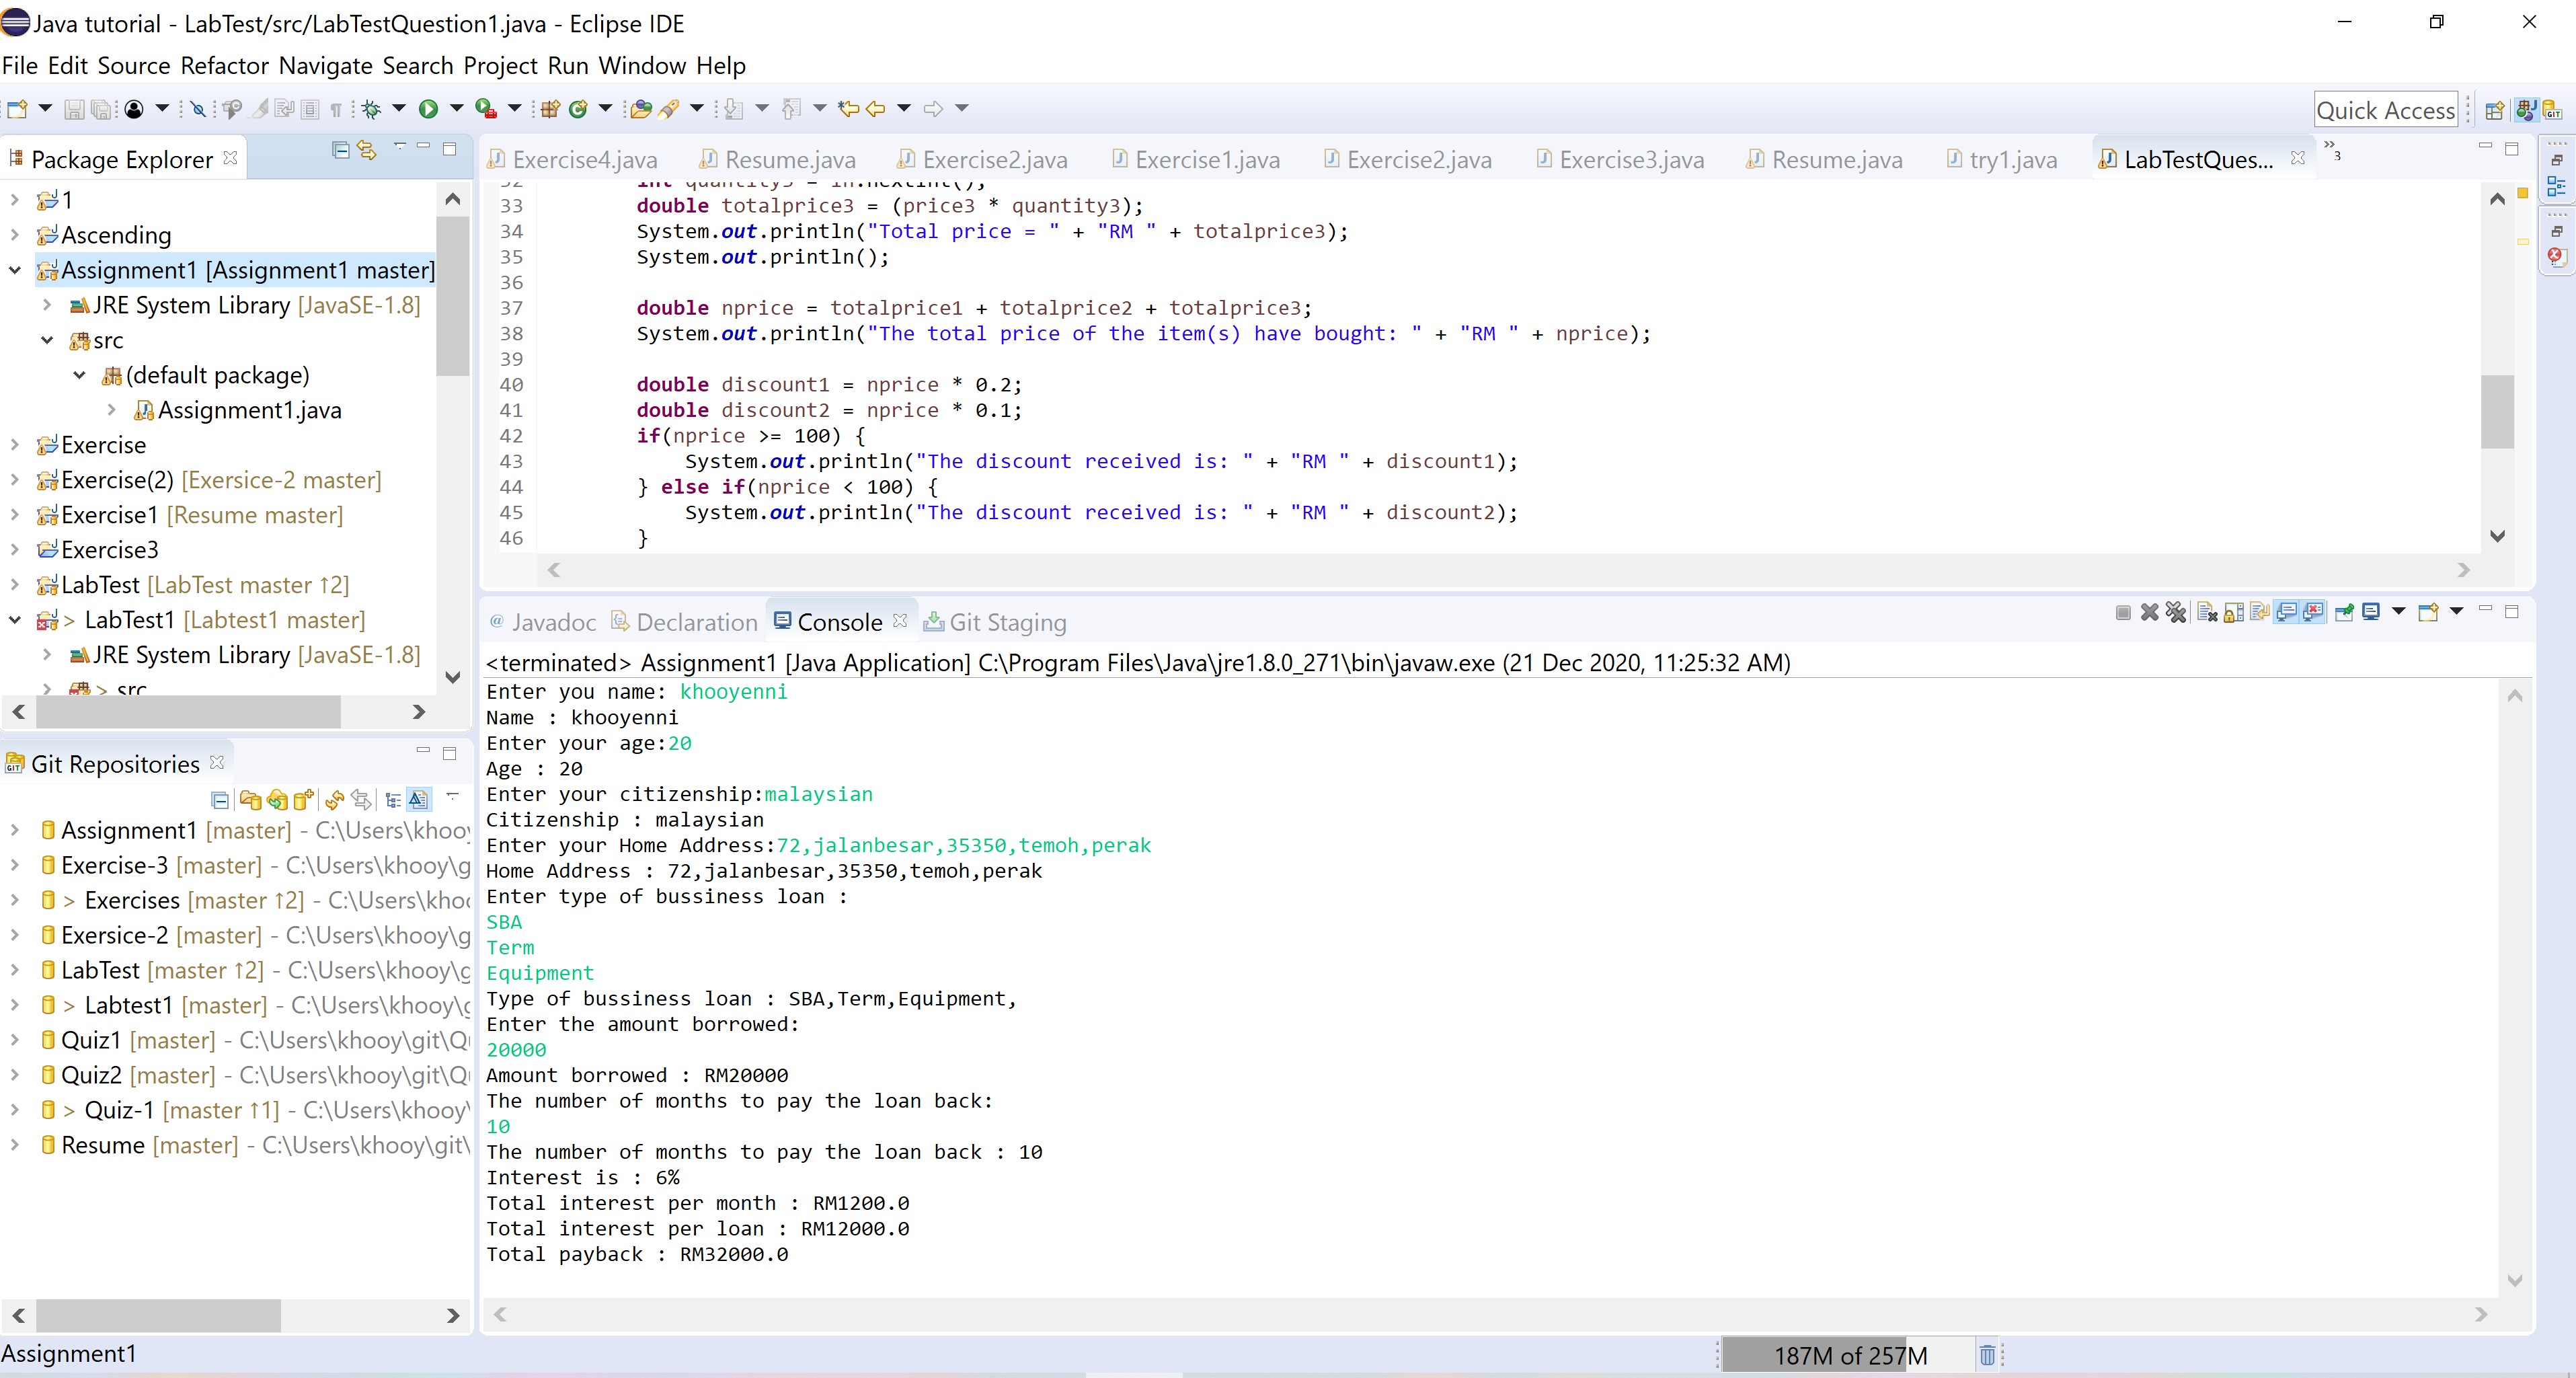 Java tutorial - LabTest/src/LabTestQuestion1.java - Eclipse IDE
File Edit Source Refactor Navigate Search Project Run Window Help
Quick Access
Package Explorer
1
Ascending
Assignment1 [Assignment1 master]
JRE System Library [JavaSE-1.8]
src
(default package)
Assignment1.java
Exercise
Exercise(2) [Exersice-2 master]
Exercise1 [Resume master]
Exercise3
LabTest [LabTest master ↑2]
> LabTest1 [Labtest1 master]
JRE System Library [JavaSE-1.8]
> src
Git Repositories
Assignment1 [master] - C:\Users\khooy
Exercise-3 [master] - C:\Users\khooy\g
> Exercises [master ↑2] - C:\Users\khoo
Exersice-2 [master] - C:\Users\khooy\g
LabTest [master ↑2] - C:\Users\khooy\g
> Labtest1 [master] - C:\Users\khooy\g
Quiz1 [master] - C:\Users\khooy\git\Qu
Quiz2 [master] - C:\Users\khooy\git\Qu
> Quiz-1 [master ↑1] - C:\Users\khooy\
Resume [master] - C:\Users\khooy\git\
Exercise4.java Resume.java Exercise2.java Exercise1.java Exercise2.java Exercise3.java Resume.java try1.java LabTestQues... »3
32 int quantity3 = in.nextInt();
33 double totalprice3 = (price3 * quantity3);
34 System.out.println("Total price = " + "RM " + totalprice3);
35 System.out.println();
36
37 double nprice = totalprice1 + totalprice2 + totalprice3;
38 System.out.println("The total price of the item(s) have bought: " + "RM " + nprice);
39
40 double discount1 = nprice * 0.2;
41 double discount2 = nprice * 0.1;
42 if(nprice >= 100) {
43 System.out.println("The discount received is: " + "RM " + discount1);
44 } else if(nprice < 100) {
45 System.out.println("The discount received is: " + "RM " + discount2);
46 }
@ Javadoc Declaration Console Git Staging
<terminated> Assignment1 [Java Application] C:\Program Files\Java\jre1.8.0_271\bin\javaw.exe (21 Dec 2020, 11:25:32 AM)
Enter you name: khooyenni
Name : khooyenni
Enter your age:20
Age : 20
Enter your citizenship:malaysian
Citizenship : malaysian
Enter your Home Address:72,jalanbesar,35350,temoh,perak
Home Address : 72,jalanbesar,35350,temoh,perak
Enter type of bussiness loan :
SBA
Term
Equipment
Type of bussiness loan : SBA,Term,Equipment,
Enter the amount borrowed:
20000
Amount borrowed : RM20000
The number of months to pay the loan back:
10
The number of months to pay the loan back : 10
Interest is : 6%
Total interest per month : RM1200.0
Total interest per loan : RM12000.0
Total payback : RM32000.0
Assignment1
187M of 257M